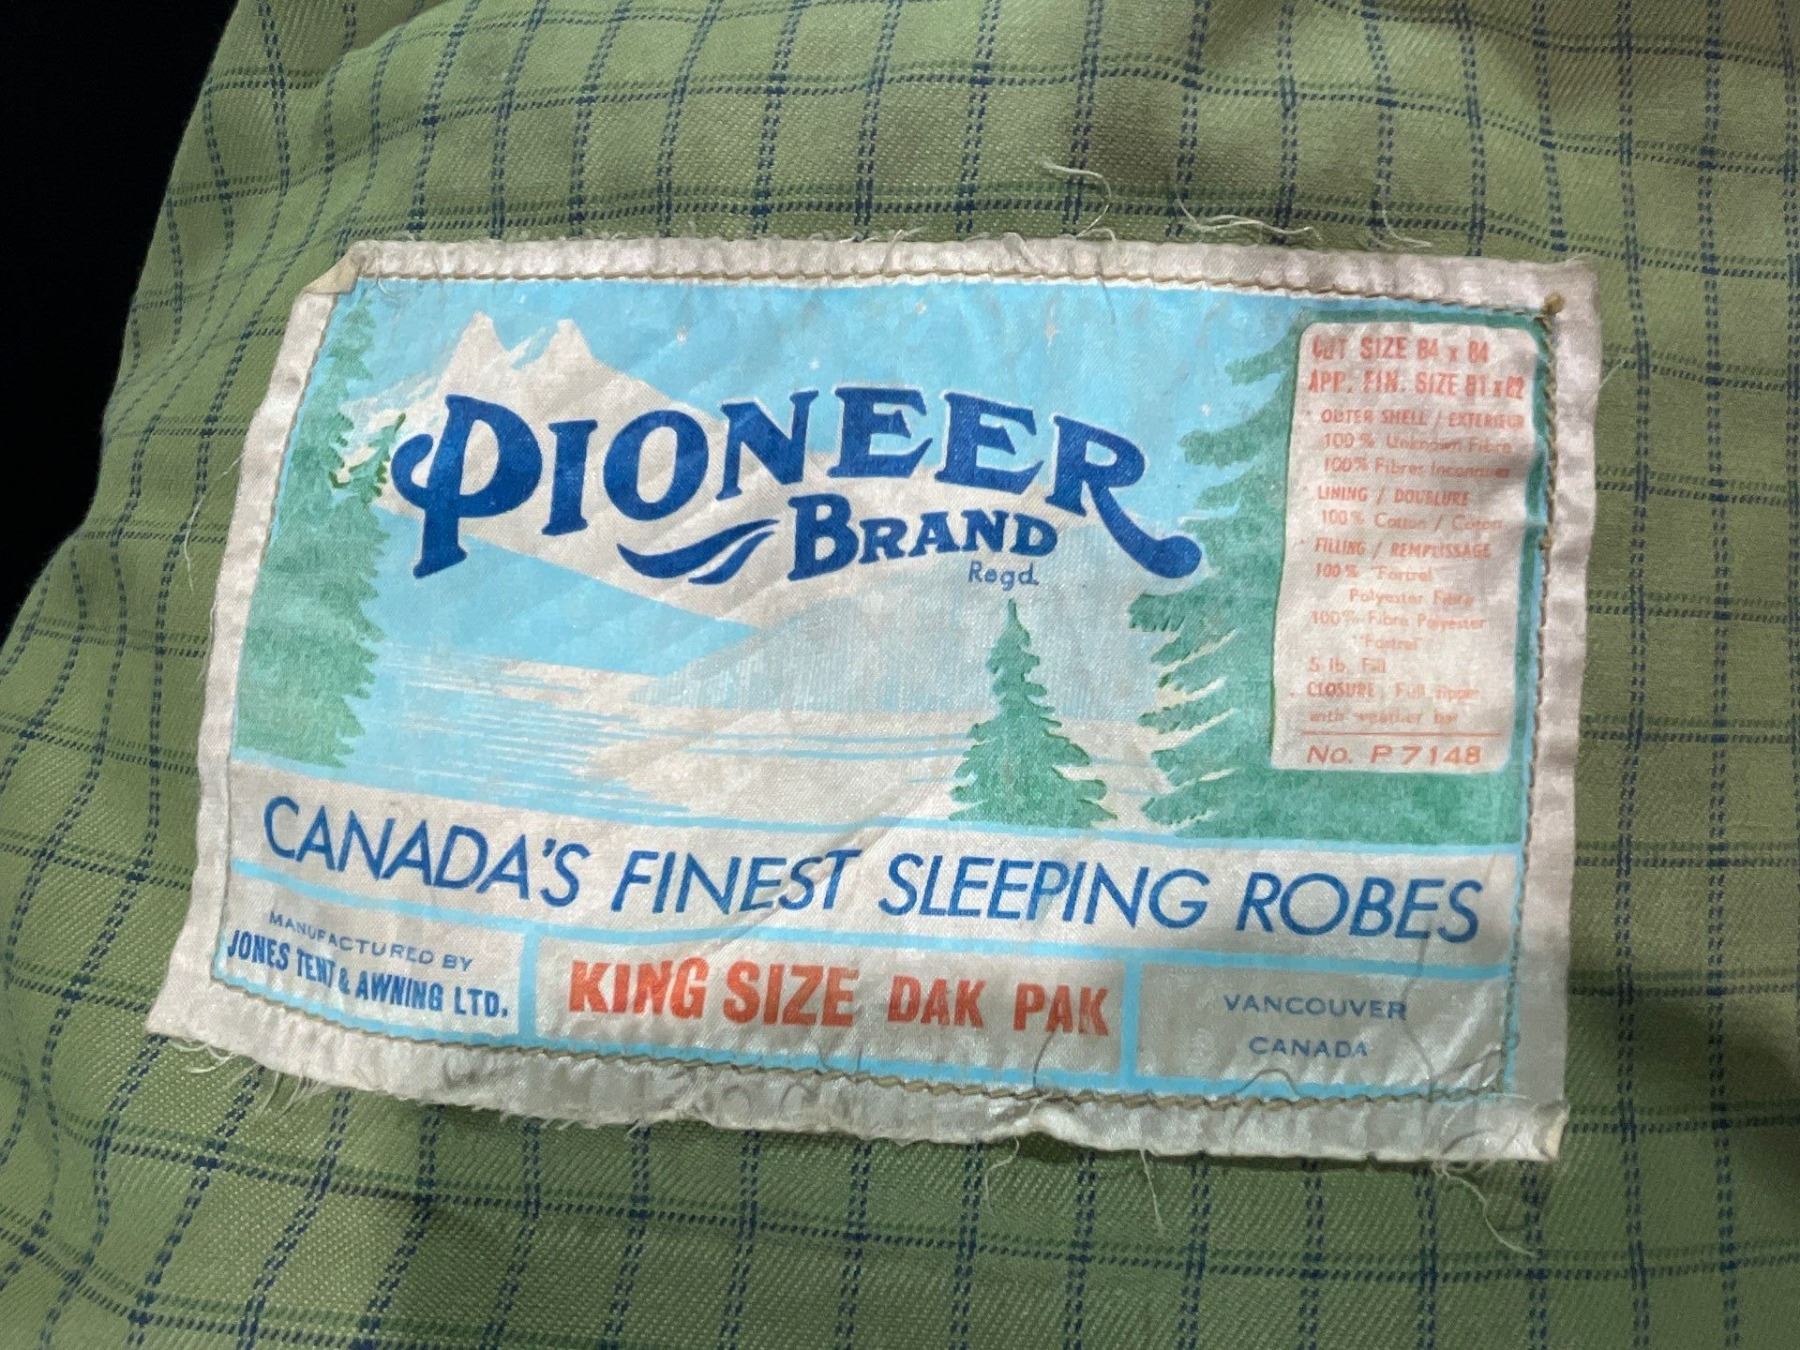 PIONEER
BRAND
Regd.
CUT SIZE 84 x 84
APP. FIN. SIZE 81 x 82
OUTER SHELL / EXTERIEUR
100% Unknown Fibre
100% Fibres Inconnues
LINING / DOUBLURE
100% Cotton / Coton
FILLING / REMPLISSAGE
100% "Fortrel"
Polyester Fibre
100% Fibre Polyester
"Fortrel"
5 lb. Fill
CLOSURE: Full Zipper
with weather bar
No. P 7148
CANADA'S FINEST SLEEPING ROBES
MANUFACTURED BY
JONES TENT & AWNING LTD.
KING SIZE DAK PAK
VANCOUVER
CANADA